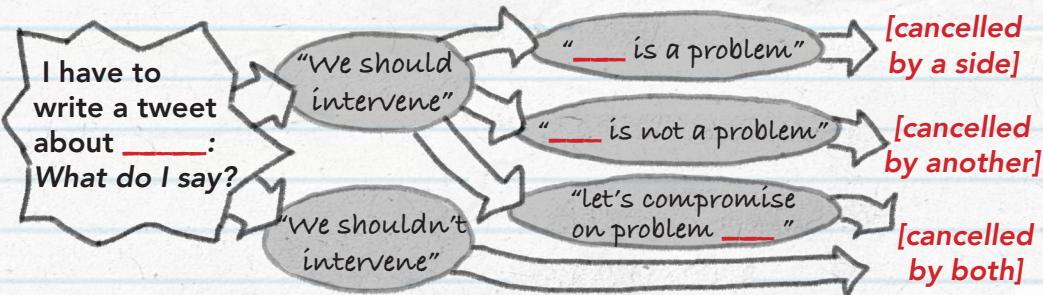 I have to
write a tweet
about _____:
What do I say?
"We should
intervene"
"We shouldn't
intervene"
"___ is a problem"
"___ is not a problem"
"let's compromise
on problem ___ "
[cancelled
by a side]
[cancelled
by another]
[cancelled
by both]